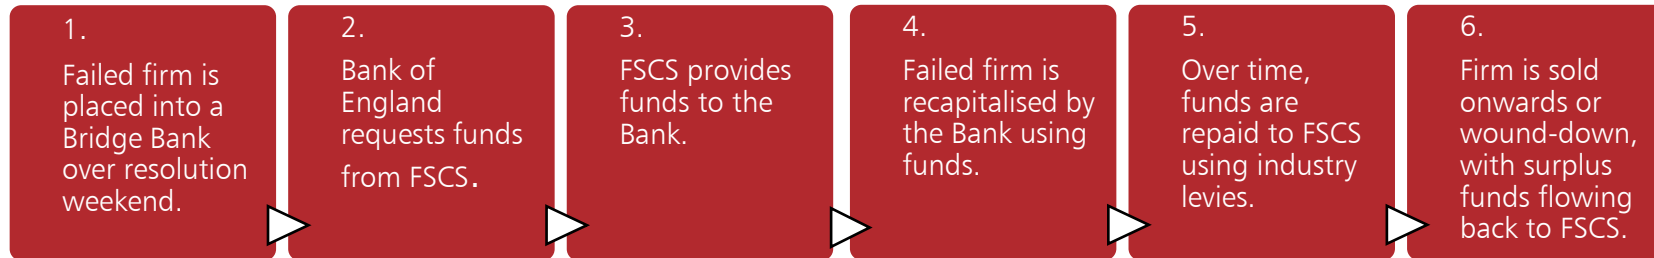 1.
Failed firm is
placed into a
Bridge Bank
over resolution
weekend.
2.
Bank of
England
requests funds
from FSCS.
3.
FSCS provides
funds to the
Bank.
4.
Failed firm is
recapitalised by
the Bank using
funds.
5.
Over time,
funds are
repaid to FSCS
using industry
levies.
6.
Firm is sold
onwards or
wound-down,
with surplus
funds flowing
back to FSCS.